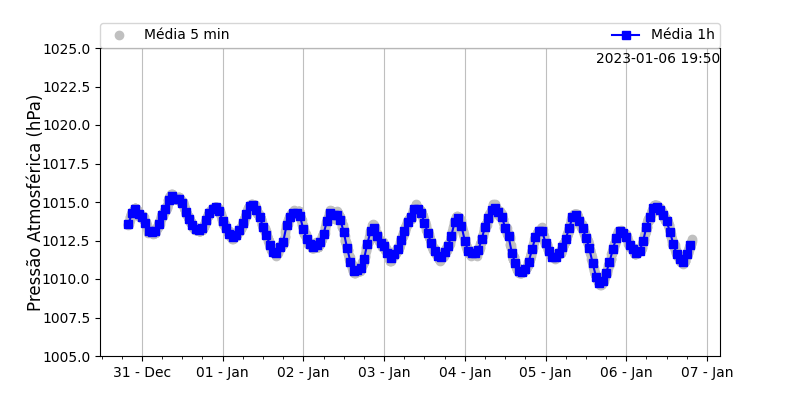 Média 5 min
Média 1h
2023-01-06 19:50
Pressão Atmosférica (hPa)
1025.0
1022.5
1020.0
1017.5
1015.0
1012.5
1010.0
1007.5
1005.0
31 - Dec
01 - Jan
02 - Jan
03 - Jan
04 - Jan
05 - Jan
06 - Jan
07 - Jan